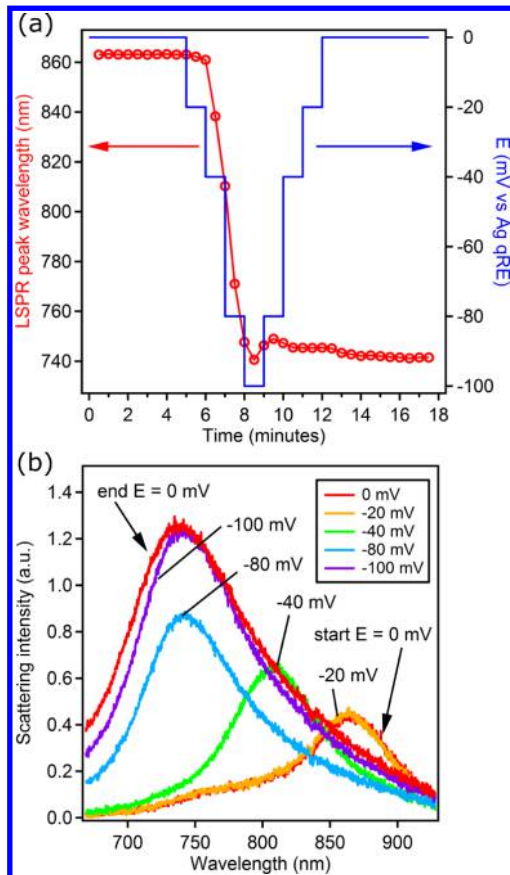 (a)
860
840
820
800
780
760
740
LSPR peak wavelength (nm)
0
-20
-40
-60
-80
-100
E (mV vs Ag qRE)
0 2 4 6 8 10 12 14 16 18
Time (minutes)
(b)
1.4
1.2
1.0
0.8
0.6
0.4
0.2
0.0
Scattering intensity (a.u.)
end E = 0 mV
-100 mV
-80 mV
-40 mV
start E = 0 mV
-20 mV
0 mV
-20 mV
-40 mV
-80 mV
-100 mV
700 750 800 850 900
Wavelength (nm)